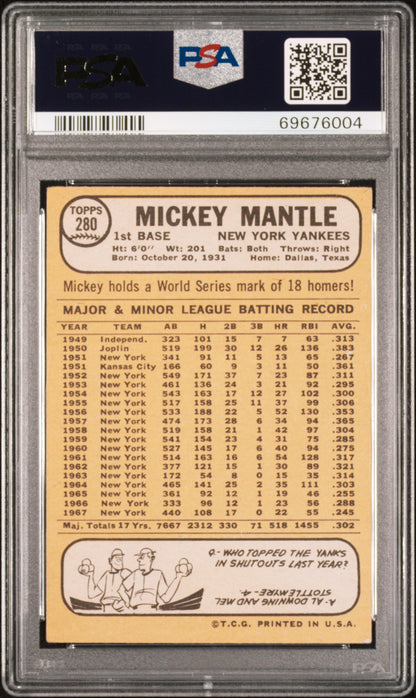 PSA
PSA
69676004
TOPPS
280
MICKEY MANTLE
1st BASE NEW YORK YANKEES
Ht: 6'0" Wt: 201 Bats: Both Throws: Right
Born: October 20, 1931 Home: Dallas, Texas
Mickey holds a World Series mark of 18 homers!
MAJOR & MINOR LEAGUE BATTING RECORD
YEAR TEAM AB H 2B 3B HR RBI AVG.
1949 Independ. 323 101 15 7 7 63 .313
1950 Joplin 519 199 30 12 26 136 .383
1951 New York 341 91 11 5 13 65 .267
1951 Kansas City 166 60 9 3 11 50 .361
1952 New York 549 171 37 7 23 87 .311
1953 New York 461 136 24 3 21 92 .295
1954 New York 543 163 17 12 27 102 .300
1955 New York 517 158 25 11 37 99 .306
1956 New York 533 188 22 5 52 130 .353
1957 New York 474 173 28 6 34 94 .365
1958 New York 519 158 21 1 42 97 .304
1959 New York 541 154 23 4 31 75 .285
1960 New York 527 145 17 6 40 94 .275
1961 New York 514 163 16 6 54 128 .317
1962 New York 377 121 15 1 30 89 .321
1963 New York 172 54 8 0 15 35 .314
1964 New York 465 141 25 2 35 111 .303
1965 New York 361 92 12 1 19 46 .255
1966 New York 333 96 12 1 23 56 .288
1967 New York 440 108 17 0 22 55 .245
Maj. Totals 17 Yrs. 7667 2312 330 71 518 1455 .302
Q- WHO TOPPED THE YANKS
IN SHUTOUTS LAST YEAR?
A- AL DOWNING AND MEL
STOTTLEMYRE - 4.
©T.C.G. PRINTED IN U.S.A.